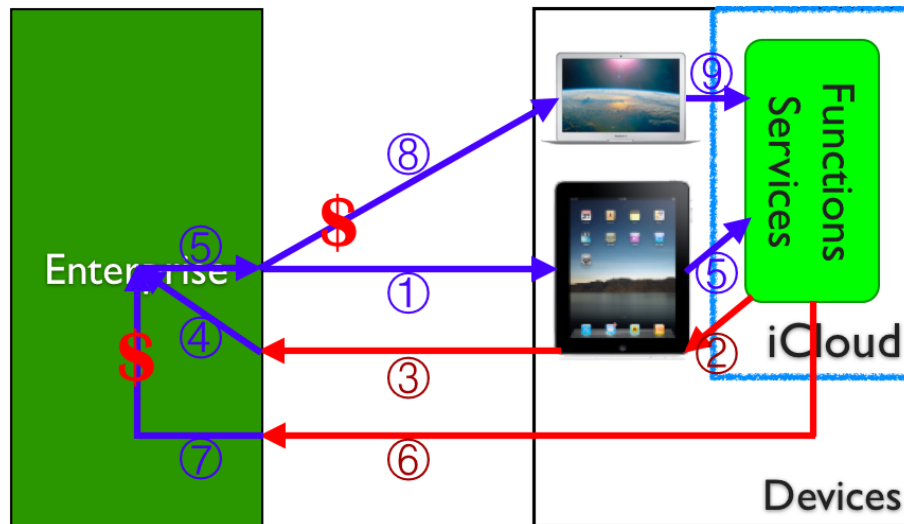 ⑨
Functions
Services
⑧
$
⑤
Enterprise
①
⑤
④
$
②
iCloud
③
⑦
⑥
Devices